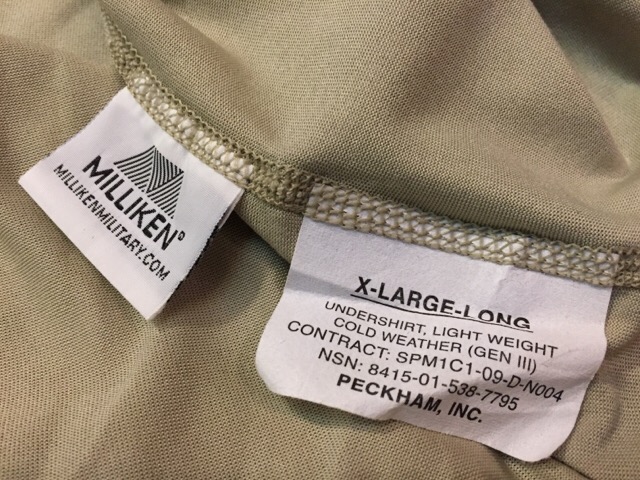 MILLIKEN
MILLIKENMILITARY.COM
X-LARGE-LONG
UNDERSHIRT, LIGHT WEIGHT
COLD WEATHER (GEN III)
CONTRACT: SPM1C1-09-D-N004
NSN: 8415-01-538-7795
PECKHAM, INC.